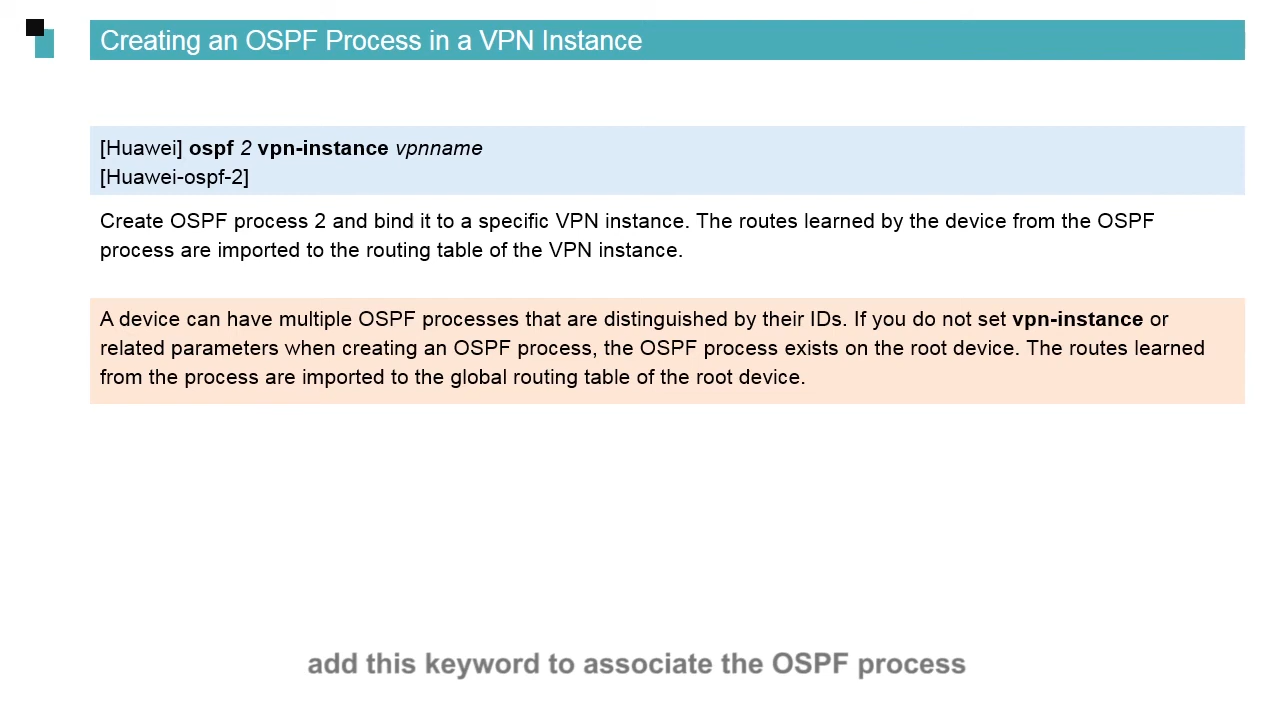 Creating an OSPF Process in a VPN Instance
[Huawei] ospf 2 vpn-instance vpnname
[Huawei-ospf-2]
Create OSPF process 2 and bind it to a specific VPN instance. The routes learned by the device from the OSPF
process are imported to the routing table of the VPN instance.
A device can have multiple OSPF processes that are distinguished by their IDs. If you do not set vpn-instance or
related parameters when creating an OSPF process, the OSPF process exists on the root device. The routes learned
from the process are imported to the global routing table of the root device.
add this keyword to associate the OSPF process